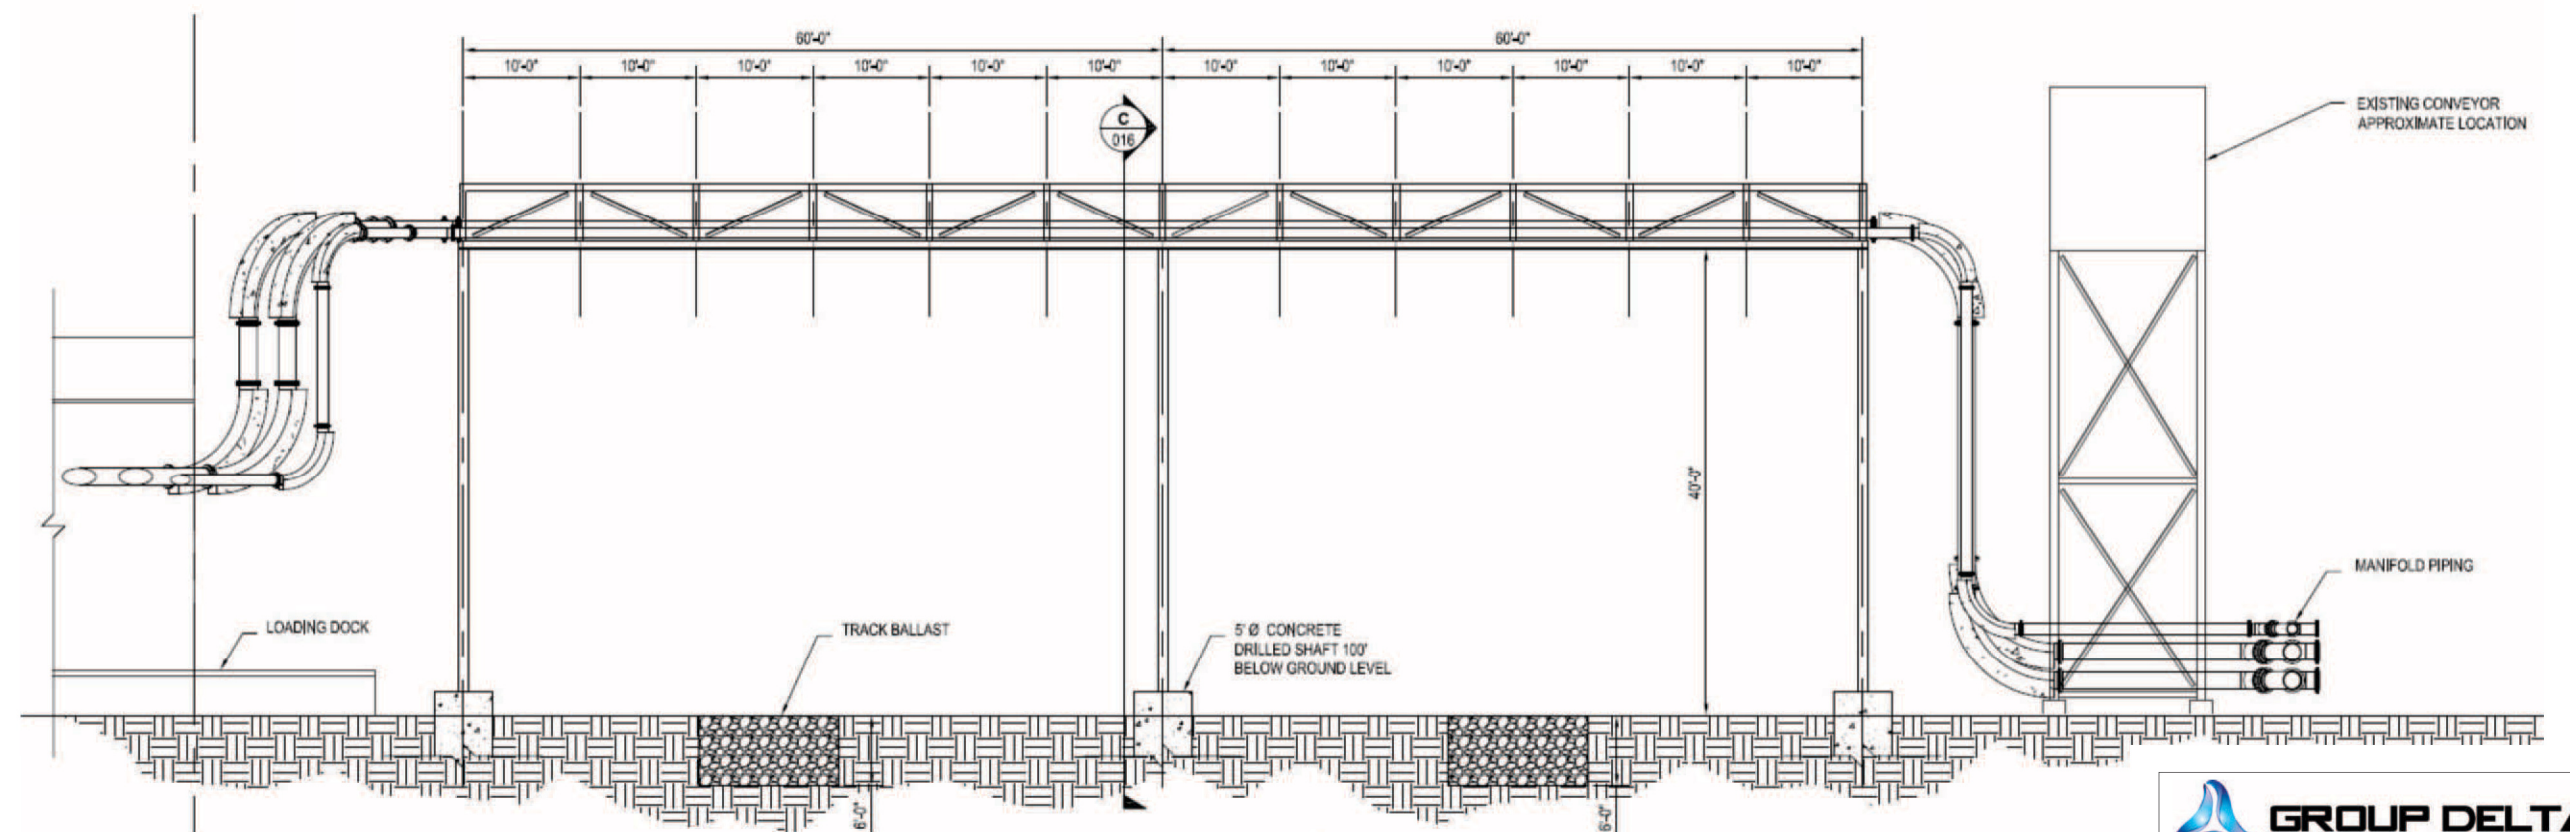 60'-0" 60'-0"
10'-0" 10'-0" 10'-0" 10'-0" 10'-0" 10'-0" 10'-0" 10'-0" 10'-0" 10'-0" 10'-0" 10'-0"
C
016
EXISTING CONVEYOR
APPROXIMATE LOCATION
40'-0"
MANIFOLD PIPING
LOADING DOCK
TRACK BALLAST
5' Ø CONCRETE
DRILLED SHAFT 100'
BELOW GROUND LEVEL
6'-0"
6'-0"
GROUP DELTA